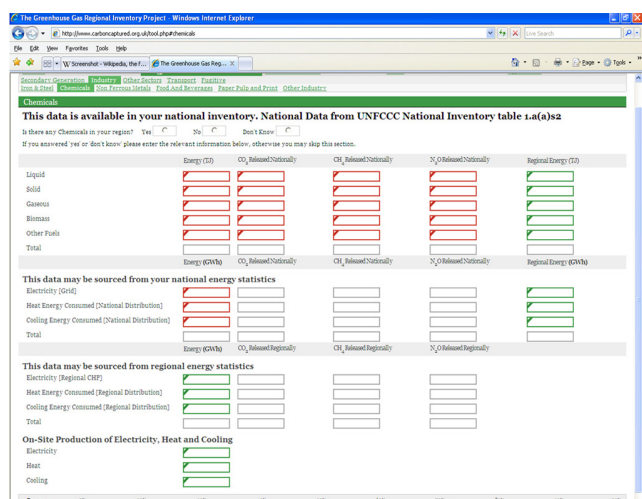 The Greenhouse Gas Regional Inventory Project - Windows Internet Explorer
http://www.carboncaptured.org.uk/tool.php#chemicals
Live Search
File Edit View Favorites Tools Help
Screenshot - Wikipedia, the f... The Greenhouse Gas Reg... X Page Tools
Secondary Generation Industry Other Sectors Transport Fugitive
Iron & Steel Chemicals Non Ferrous Metals Food And Beverages Paper Pulp and Print Other Industry
Chemicals
This data is available in your national inventory. National Data from UNFCCC National Inventory table 1.a(a)s2
Is there any Chemicals in your region? Yes No Don't Know
If you answered 'yes' or 'don't know' please enter the relevant information below, otherwise you may skip this section.
Energy (TJ) CO₂ Released Nationally CH₄ Released Nationally N₂O Released Nationally Regional Energy (TJ)
Liquid
Solid
Gaseous
Biomass
Other Fuels
Total
Energy (GWh) CO₂ Released Nationally CH₄ Released Nationally N₂O Released Nationally Regional Energy (GWh)
This data may be sourced from your national energy statistics
Electricity [Grid]
Heat Energy Consumed [National Distribution]
Cooling Energy Consumed [National Distribution]
Total
Energy (GWh) CO₂ Released Regionally CH₄ Released Regionally N₂O Released Regionally
This data may be sourced from regional energy statistics
Electricity [Regional CHP]
Heat Energy Consumed [Regional Distribution]
Cooling Energy Consumed [Regional Distribution]
Total
On-Site Production of Electricity, Heat and Cooling
Electricity
Heat
Cooling